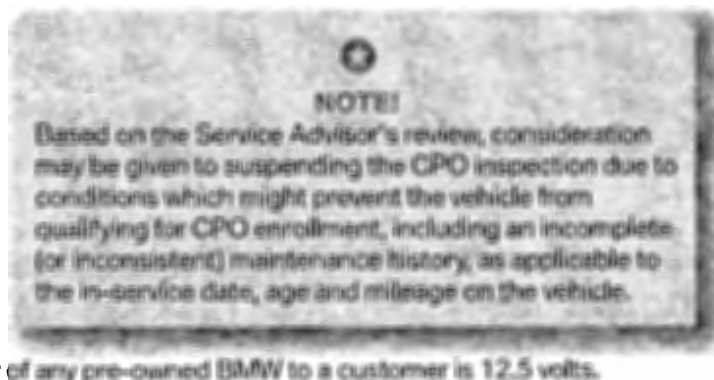 NOTE!
Based on the Service Advisor's review, consideration
may be given to suspending the CPO inspection due to
conditions which might prevent the vehicle from
qualifying for CPO enrollment, including an incomplete
(or inconsistent) maintenance history, as applicable to
the in-service date, age and mileage on the vehicle.
of any pre-owned BMW to a customer is 12.5 volts.